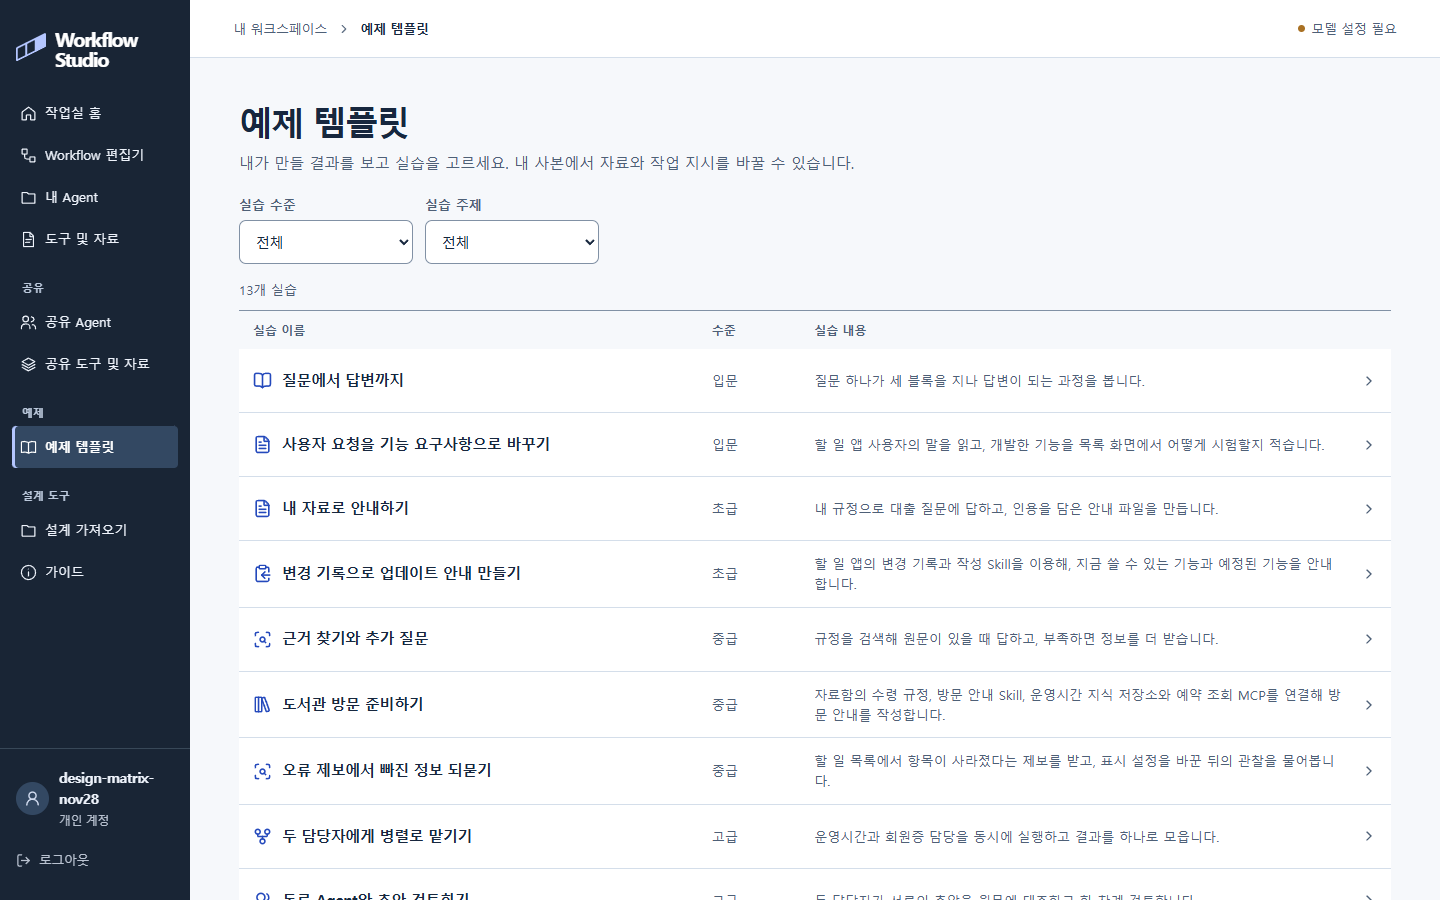 Workflow
Studio
내 워크스페이스 > 예제 템플릿
모델 설정 필요
작업실 홈
Workflow 편집기
내 Agent
도구 및 자료
공유
공유 Agent
공유 도구 및 자료
예제
예제 템플릿
설계 도구
설계 가져오기
가이드
design-matrix-
nov28
개인 계정
로그아웃
예제 템플릿
내가 만들 결과를 보고 실습을 고르세요. 내 사본에서 자료와 작업 지시를 바꿀 수 있습니다.
실습 수준 실습 주제
전체 전체
13개 실습
실습 이름 수준 실습 내용
질문에서 답변까지 입문 질문 하나가 세 블록을 지나 답변이 되는 과정을 봅니다.
사용자 요청을 기능 요구사항으로 바꾸기 입문 할 일 앱 사용자의 말을 읽고, 개발한 기능을 목록 화면에서 어떻게 시험할지 적습니다.
내 자료로 안내하기 초급 내 규정으로 대출 질문에 답하고, 인용을 담은 안내 파일을 만듭니다.
변경 기록으로 업데이트 안내 만들기 초급 할 일 앱의 변경 기록과 작성 Skill을 이용해, 지금 쓸 수 있는 기능과 예정된 기능을 안내
합니다.
근거 찾기와 추가 질문 중급 규정을 검색해 원문이 있을 때 답하고, 부족하면 정보를 더 받습니다.
도서관 방문 준비하기 중급 자료함의 수령 규정, 방문 안내 Skill, 운영시간 지식 저장소와 예약 조회 MCP를 연결해 방
문 안내를 작성합니다.
오류 제보에서 빠진 정보 되묻기 중급 할 일 목록에서 항목이 사라졌다는 제보를 받고, 표시 설정을 바꾼 뒤의 관찰을 물어봅니
다.
두 담당자에게 병렬로 맡기기 고급 운영시간과 회원증 담당을 동시에 실행하고 결과를 하나로 모읍니다.